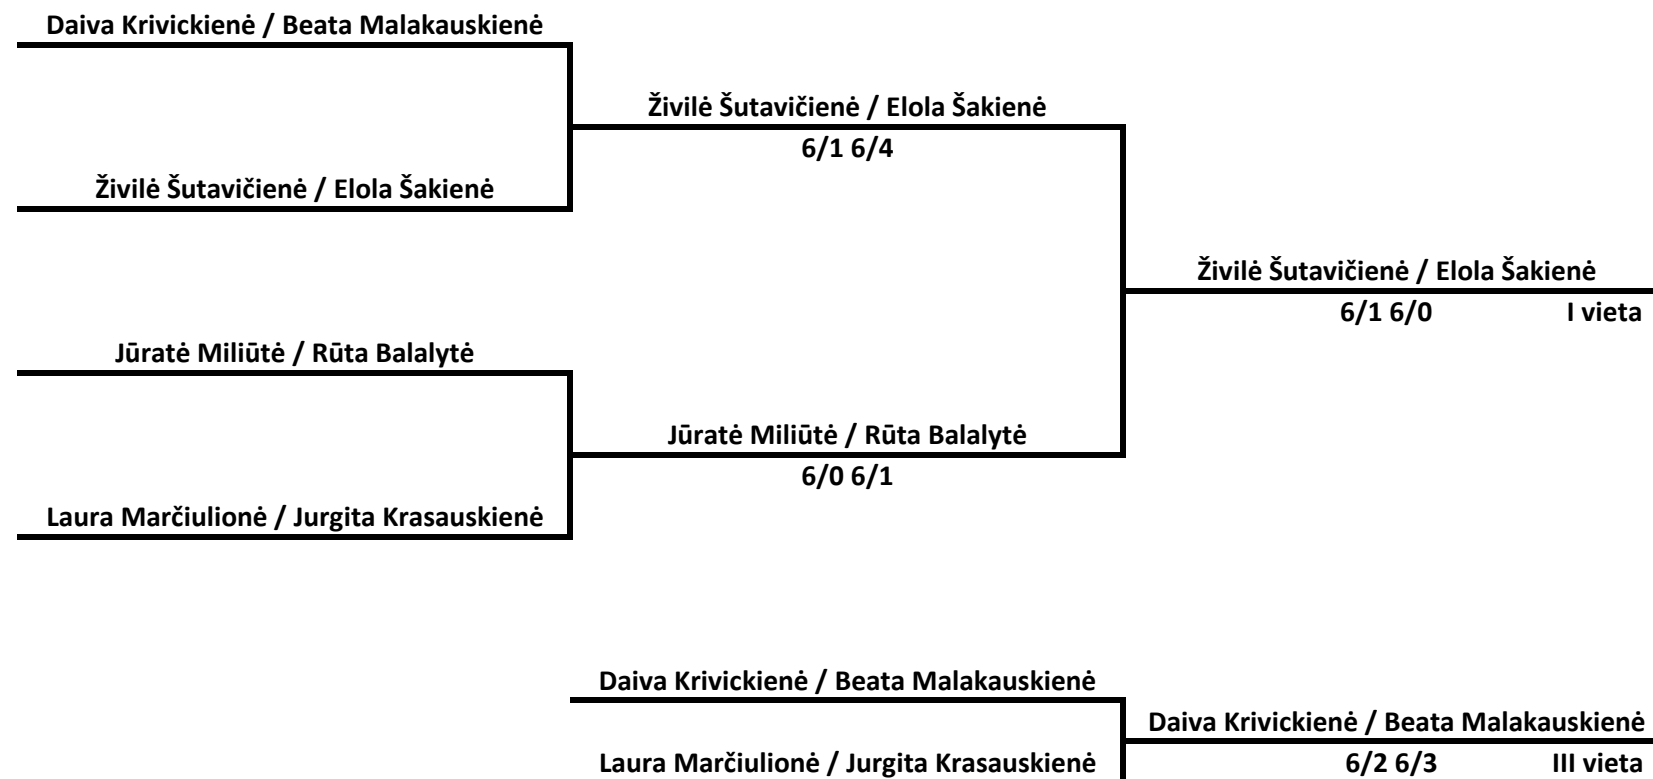 Daiva Krivickienė / Beata Malakauskienė
Živilė Šutavičienė / Elola Šakienė
6/1 6/4
Živilė Šutavičienė / Elola Šakienė
Živilė Šutavičienė / Elola Šakienė
6/1 6/0 I vieta
Jūratė Miliūtė / Rūta Balalytė
Jūratė Miliūtė / Rūta Balalytė
6/0 6/1
Laura Marčiulionė / Jurgita Krasauskienė
Daiva Krivickienė / Beata Malakauskienė
Daiva Krivickienė / Beata Malakauskienė
Laura Marčiulionė / Jurgita Krasauskienė
6/2 6/3 III vieta